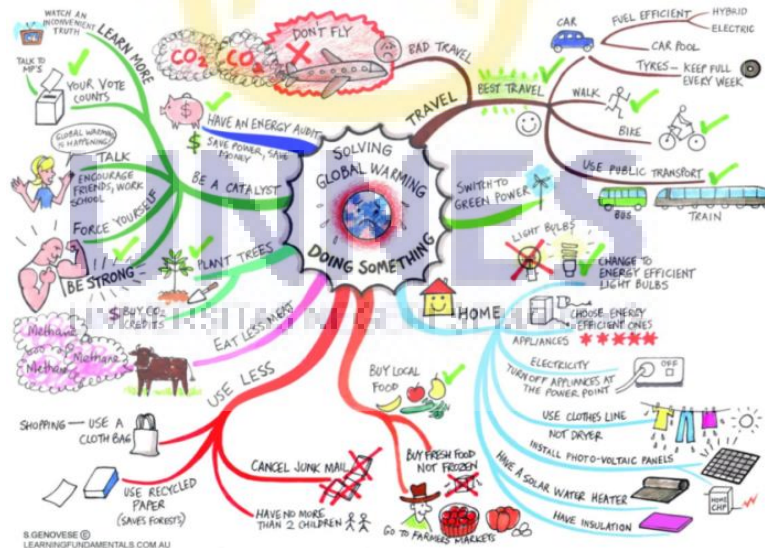 SOLVING
GLOBAL WARMING
DOING SOMETHING
TRAVEL
BAD TRAVEL
DON'T FLY
CO2
CO2
BEST TRAVEL
CAR
FUEL EFFICIENT
HYBRID
ELECTRIC
CAR POOL
TYRES — KEEP FULL
EVERY WEEK
WALK
BIKE
USE PUBLIC TRANSPORT
BUS
TRAIN
SWITCH TO
GREEN POWER
HOME
LIGHT BULBS
CHANGE TO
ENERGY EFFICIENT
LIGHT BULBS
APPLIANCES
CHOOSE ENERGY
EFFICIENT ONES
ELECTRICITY
TURN OFF APPLIANCES AT
THE POWER POINT
OFF
USE CLOTHES LINE
NOT DRYER
INSTALL PHOTO-VOLTAIC PANELS
HAVE A SOLAR WATER HEATER
HOME
CHP
HAVE INSULATION
BUY LOCAL
FOOD
BUY FRESH FOOD
NOT FROZEN
GO TO FARMERS MARKETS
USE LESS
SHOPPING — USE A
CLOTH BAG
USE RECYCLED
PAPER
(SAVES FORESTS)
CANCEL JUNK MAIL
HAVE NO MORE
THAN 2 CHILDREN
EAT LESS MEAT
Methane
Methane
Methane
PLANT TREES
$ BUY CO2
CREDITS
BE A CATALYST
LEARN MORE
WATCH AN
INCONVENIENT
TRUTH
YOUR VOTE
COUNTS
TALK TO
MP'S
TALK
GLOBAL WARMING
IS HAPPENING!
ENCOURAGE
FRIENDS, WORK
SCHOOL
FORCE YOURSELF
BE STRONG
HAVE AN ENERGY AUDIT
$ SAVE POWER, SAVE
MONEY
S.GENOVESE ©
LEARNINGFUNDAMENTALS.COM.AU
UNNES